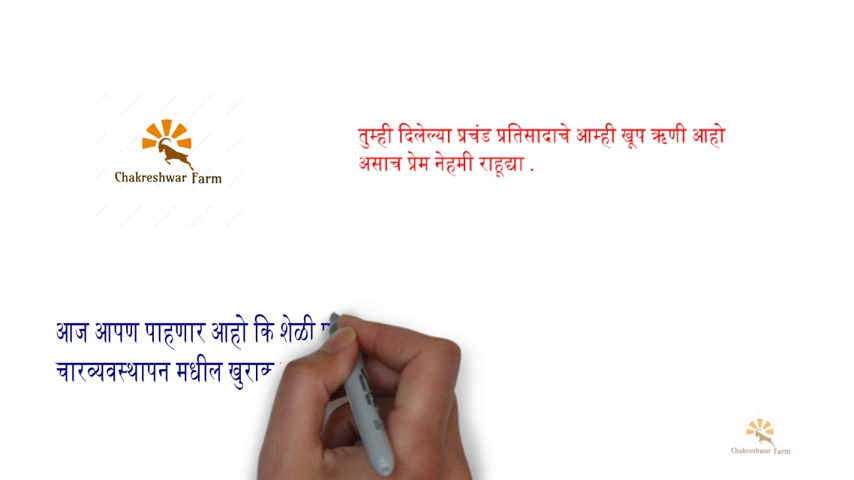 तुम्ही दिलेल्या प्रचंड प्रतिसादाचे आम्ही खूप ऋणी आहो
असाच प्रेम नेहमी राहूद्या .
Chakreshwar Farm
आज आपण पाहणार आहो कि शेळी
चारव्यवस्थापन मधील
Chakreshwar Farm